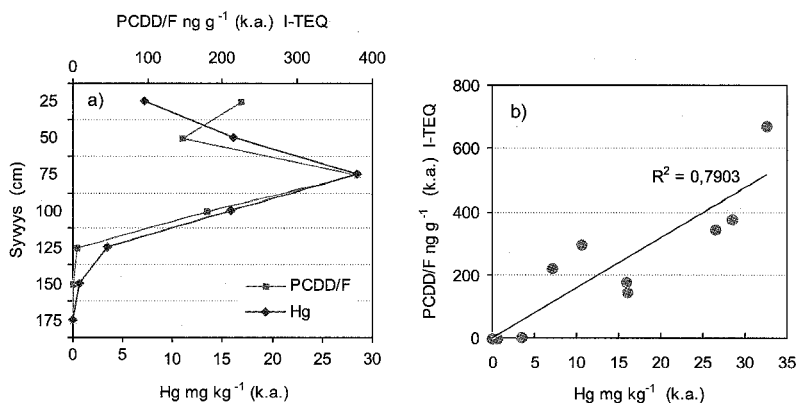 PCDD/F ng g⁻¹ (k.a.) I-TEQ
0 100 200 300 400
25
50
75
100
125
150
175
Syvyys (cm)
a)
PCDD/F
Hg
0 5 10 15 20 25 30
Hg mg kg⁻¹ (k.a.)
PCDD/F ng g⁻¹ (k.a.) I-TEQ
800
600
400
200
0
b)
R² = 0,7903
0 5 10 15 20 25 30 35
Hg mg kg⁻¹ (k.a.)